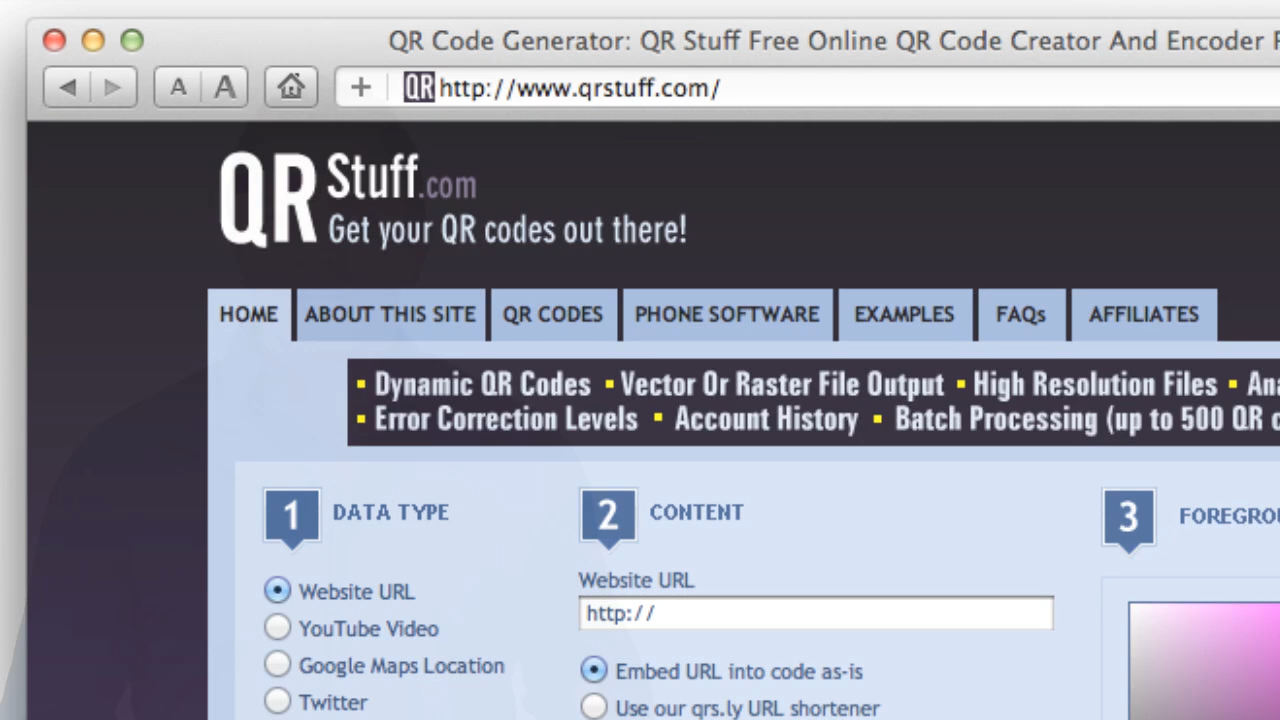 QR Code Generator: QR Stuff Free Online QR Code Creator And Encoder
A A + QR http://www.qrstuff.com/
QR Stuff.com
Get your QR codes out there!
HOME ABOUT THIS SITE QR CODES PHONE SOFTWARE EXAMPLES FAQs AFFILIATES
▪ Dynamic QR Codes ▪ Vector Or Raster File Output ▪ High Resolution Files ▪
▪ Error Correction Levels ▪ Account History ▪ Batch Processing (up to 500 QR
1 DATA TYPE
2 CONTENT
3
Website URL
Website URL
http://
YouTube Video
Google Maps Location
Embed URL into code as-is
Twitter
Use our qrs.ly URL shortener